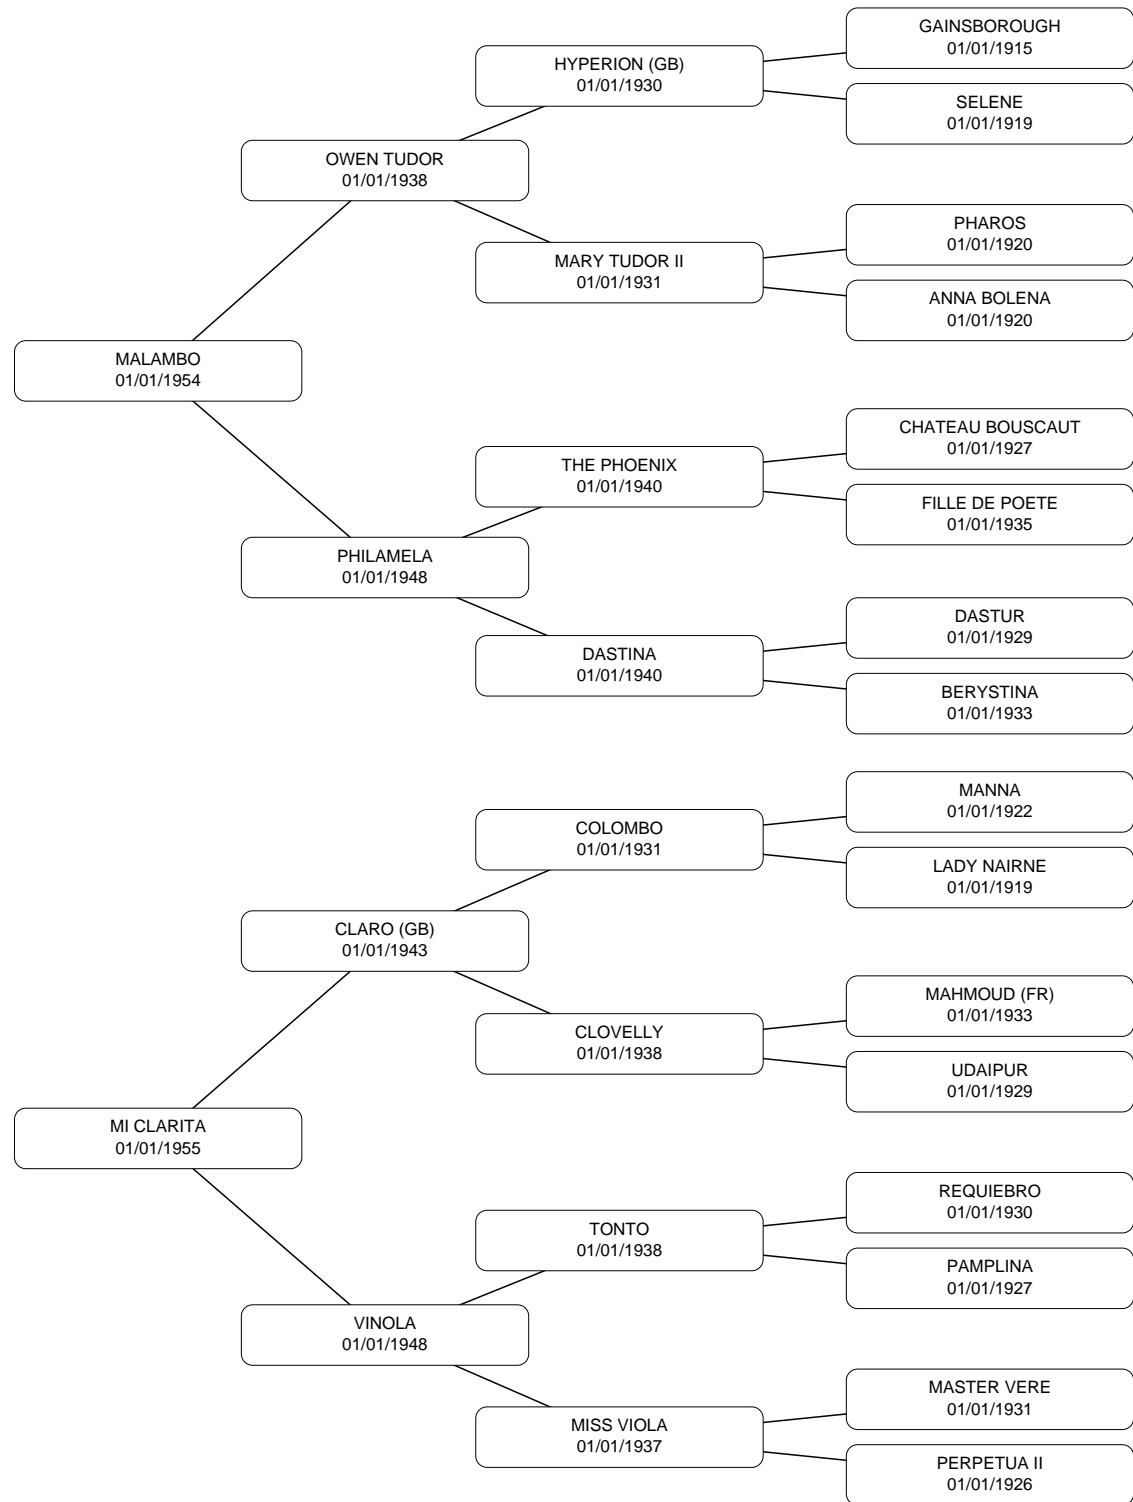 GAINSBOROUGH
01/01/1915
HYPERION (GB)
01/01/1930
SELENE
01/01/1919
OWEN TUDOR
01/01/1938
PHAROS
01/01/1920
MARY TUDOR II
01/01/1931
ANNA BOLENA
01/01/1920
MALAMBO
01/01/1954
CHATEAU BOUSCAUT
01/01/1927
THE PHOENIX
01/01/1940
FILLE DE POETE
01/01/1935
PHILAMELA
01/01/1948
DASTUR
01/01/1929
DASTINA
01/01/1940
BERYSTINA
01/01/1933
MANNA
01/01/1922
COLOMBO
01/01/1931
LADY NAIRNE
01/01/1919
CLARO (GB)
01/01/1943
MAHMOUD (FR)
01/01/1933
CLOVELLY
01/01/1938
UDAIPUR
01/01/1929
MI CLARITA
01/01/1955
REQUIEBRO
01/01/1930
TONTO
01/01/1938
PAMPLINA
01/01/1927
VINOLA
01/01/1948
MASTER VERE
01/01/1931
MISS VIOLA
01/01/1937
PERPETUA II
01/01/1926